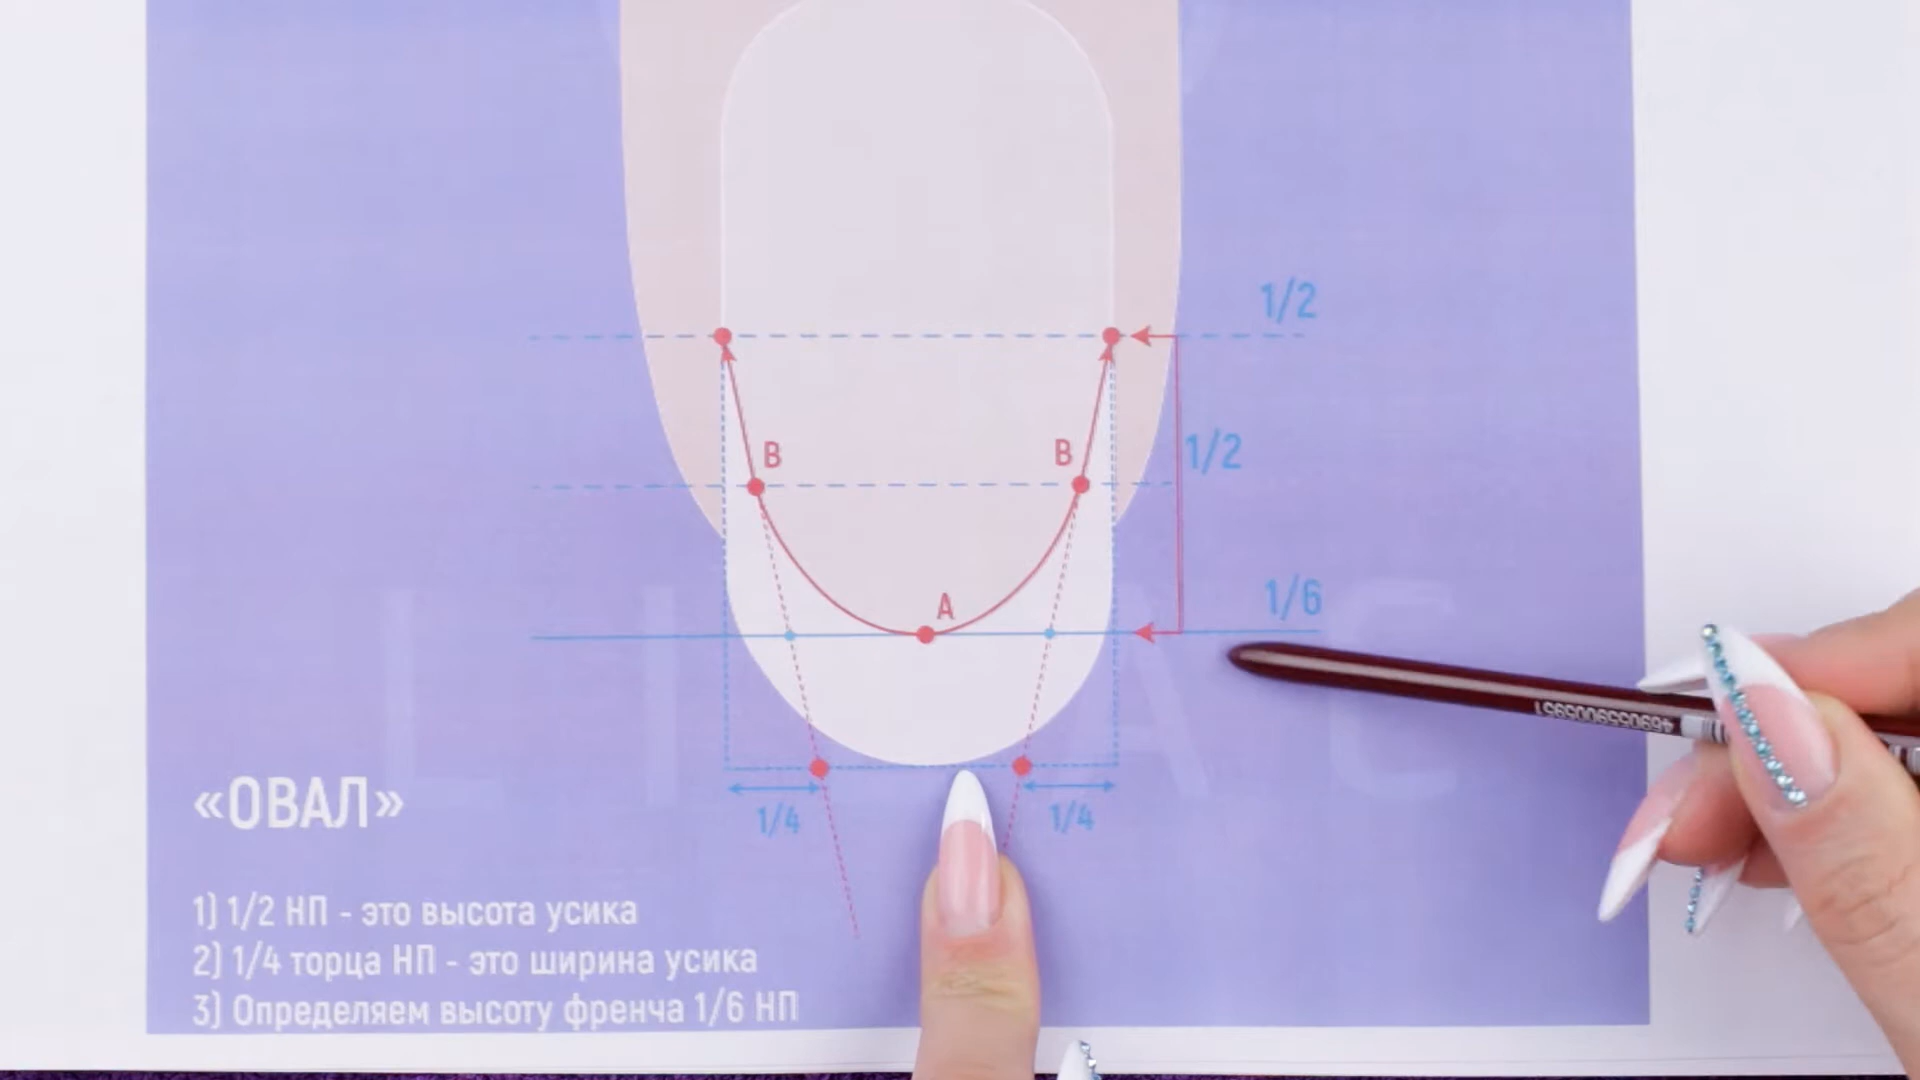 1/2
B
B
1/2
A
1/6
LILAC
«ОВАЛ»
1/4
1/4
1) 1/2 НП - это высота усика
2) 1/4 торца НП - это ширина усика
3) Определяем высоту френча 1/6 НП